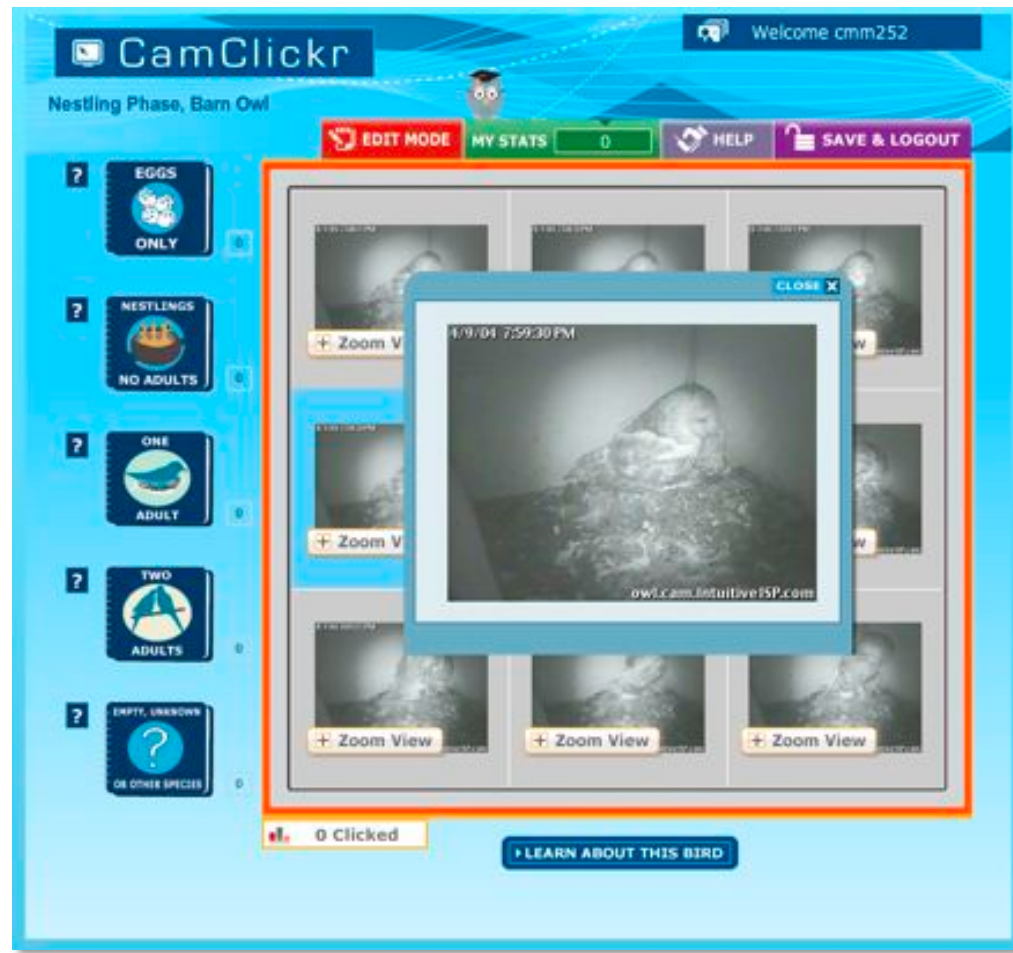 CamClickr
Welcome cmm252
Nestling Phase, Barn Owl
EDIT MODE
MY STATS 0
HELP
SAVE & LOGOUT
?
EGGS
ONLY
0
?
NESTLINGS
NO ADULTS
0
?
ONE
ADULT
0
?
TWO
ADULTS
0
?
EMPTY, UNKNOWN
?
OR OTHER SPECIES
0
CLOSE X
4/9/04 7:59:30 PM
owl.cam.IntuitiveISP.com
+ Zoom V
w
+ Zoom V
w
+ Zoom View
+ Zoom View
+ Zoom View
0 Clicked
LEARN ABOUT THIS BIRD